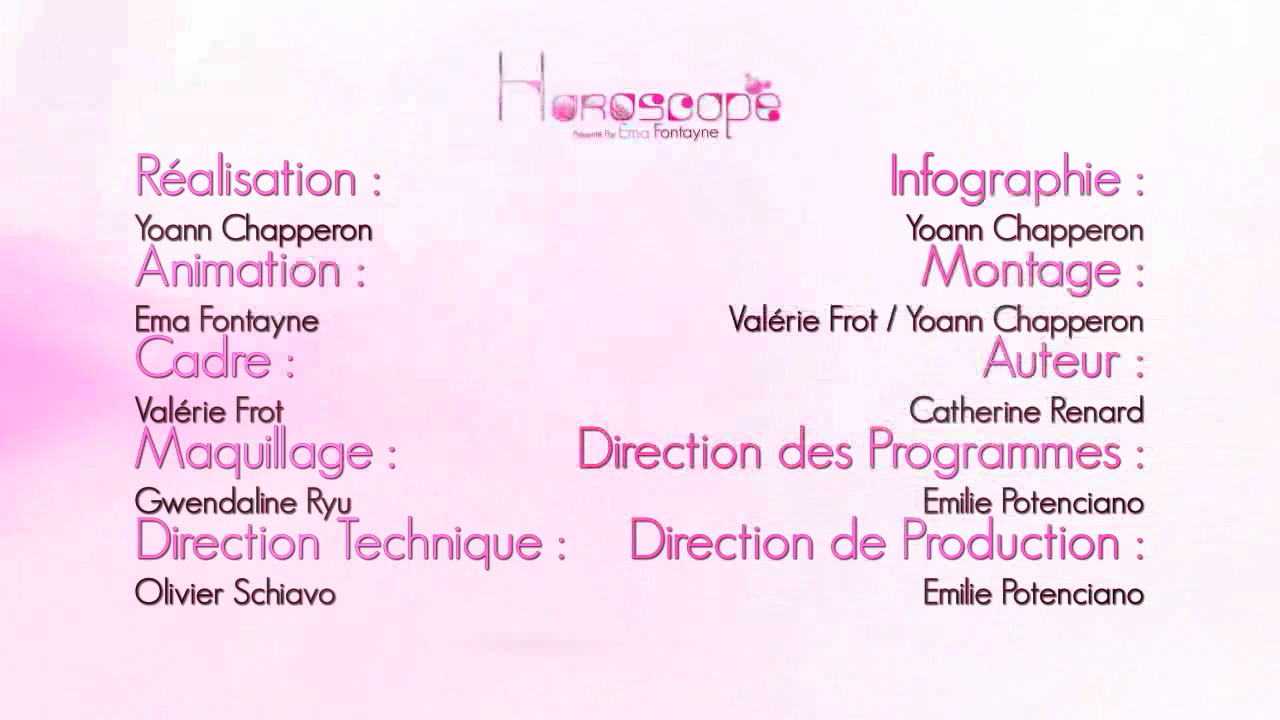 Horoscope
Présenté Par Ema Fontayne
Réalisation :
Yoann Chapperon
Animation :
Ema Fontayne
Cadre :
Valérie Frot
Maquillage :
Gwendaline Ryu
Direction Technique :
Olivier Schiavo
Infographie :
Yoann Chapperon
Montage :
Valérie Frot / Yoann Chapperon
Auteur :
Catherine Renard
Direction des Programmes :
Emilie Potenciano
Direction de Production :
Emilie Potenciano